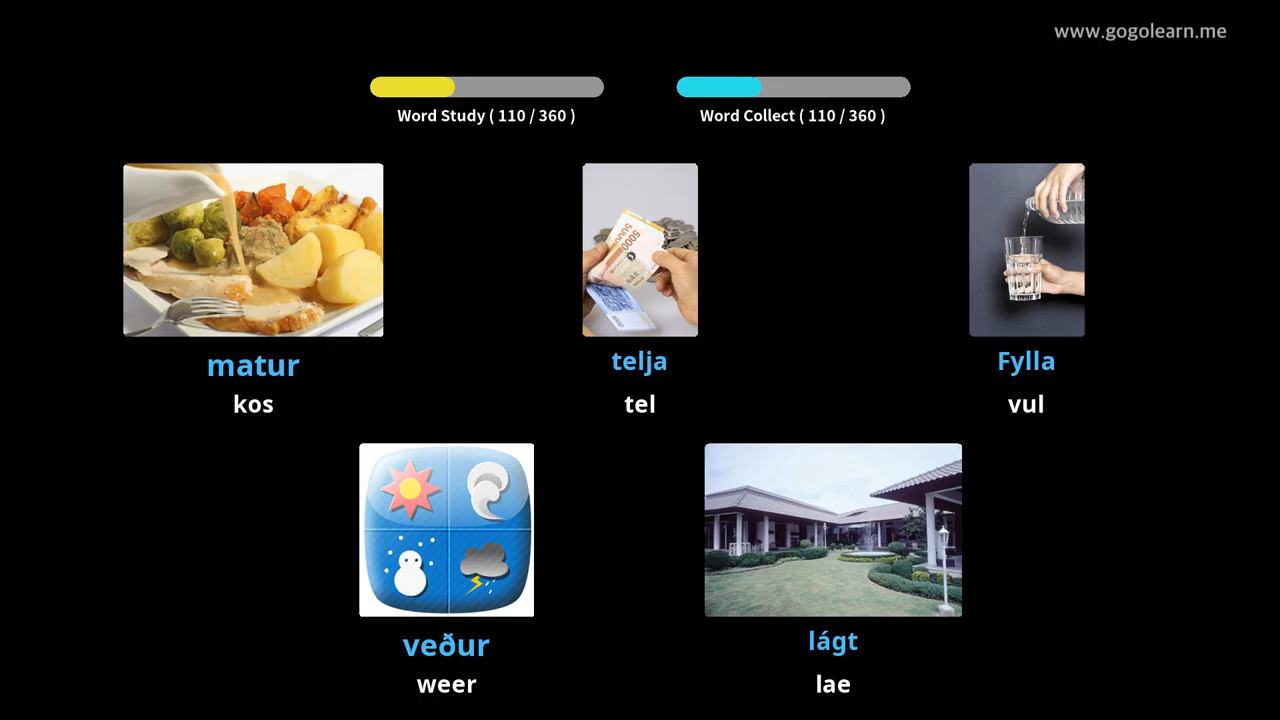 www.gogolearn.me
Word Study ( 110 / 360 )
Word Collect ( 110 / 360 )
matur
kos
telja
tel
Fylla
vul
veður
weer
lágt
lae